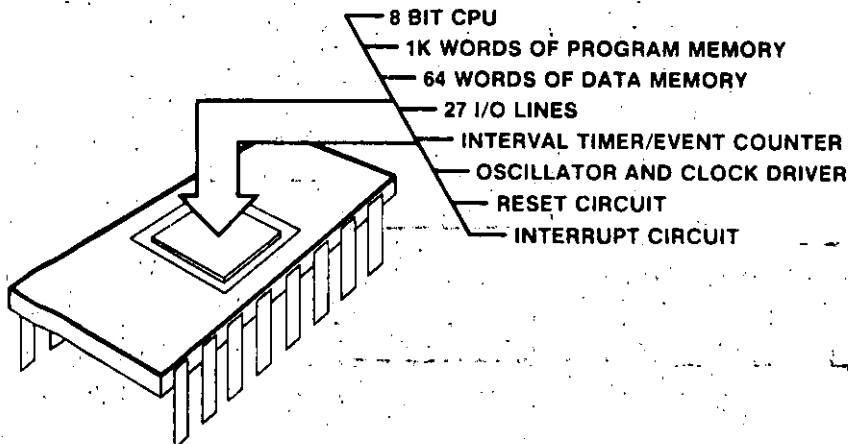 8 BIT CPU
1K WORDS OF PROGRAM MEMORY
64 WORDS OF DATA MEMORY
27 I/O LINES
INTERVAL TIMER/EVENT COUNTER
OSCILLATOR AND CLOCK DRIVER
RESET CIRCUIT
INTERRUPT CIRCUIT